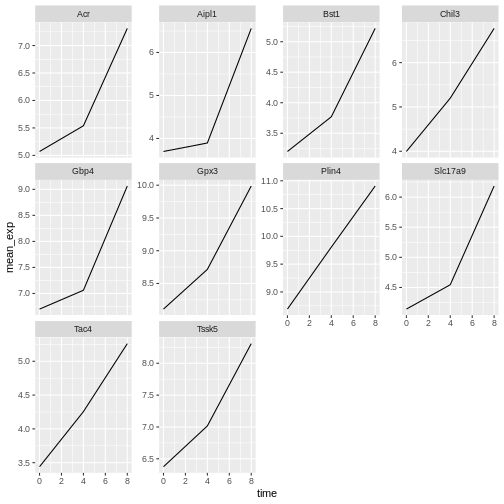 Acr
Aipl1
Bst1
Chil3
7.0
6.5
6.0
5.5
5.0
6
5
4
5.0
4.5
4.0
3.5
6
5
4
Gbp4
Gpx3
Plin4
Slc17a9
9.0
8.5
8.0
7.5
7.0
10.0
9.5
9.0
8.5
11.0
10.5
10.0
9.5
9.0
6.0
5.5
5.0
4.5
0 2 4 6 8
0 2 4 6 8
Tac4
Tssk5
5.0
4.5
4.0
3.5
8.0
7.5
7.0
6.5
0 2 4 6 8
0 2 4 6 8
mean_exp
time